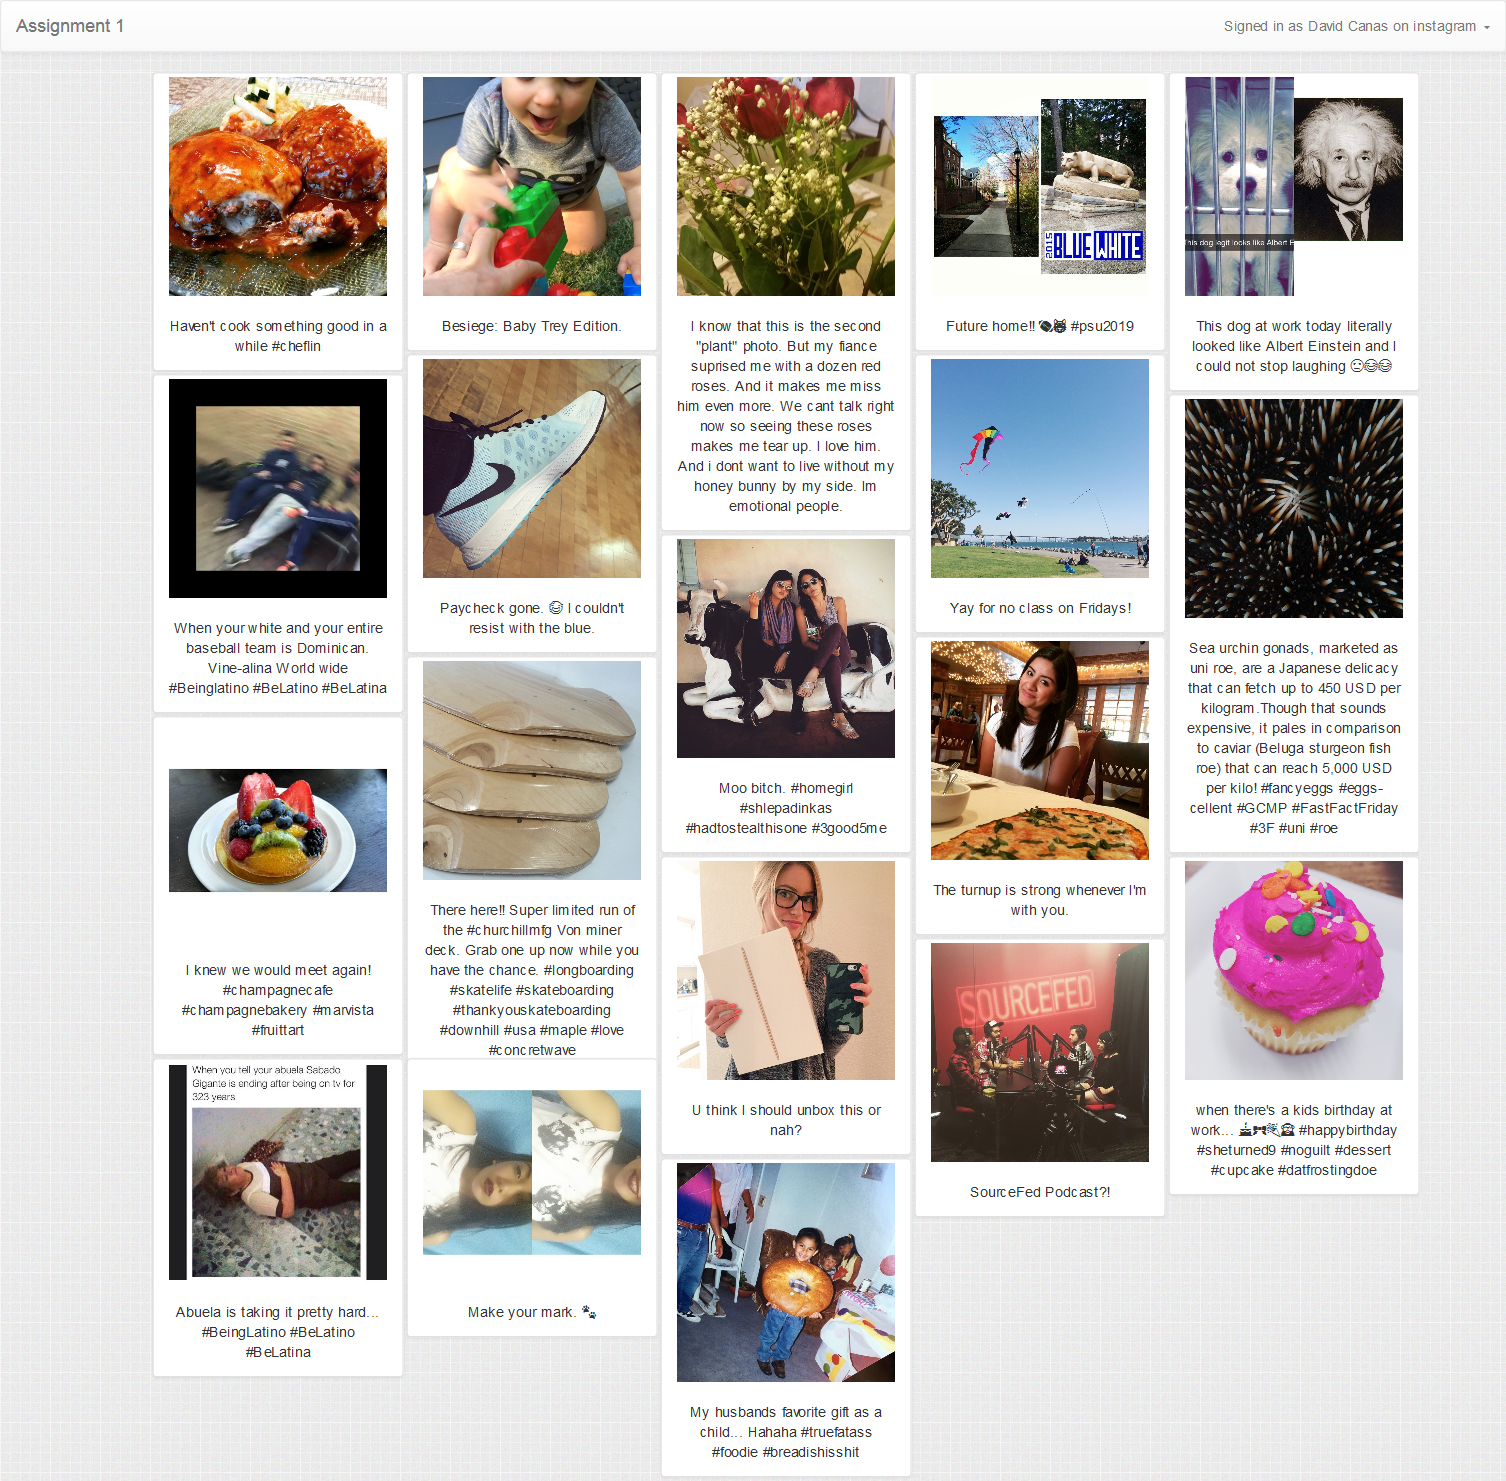 Assignment 1
Signed in as David Canas on instagram
Haven't cook something good in a
while #cheflin
When your white and your entire
baseball team is Dominican.
Vine-alina World wide
#Beinglatino #BeLatino #BeLatina
I knew we would meet again!
#champagnecafe
#champagnebakery #marvista
#fruittart
When you tell your abuela Sabado
Gigante is ending after being on tv for
323 years
Abuela is taking it pretty hard...
#BeingLatino #BeLatino
#BeLatina
Besiege: Baby Trey Edition.
Paycheck gone. 😂 I couldn't
resist with the blue.
There here!! Super limited run of
the #churchillmfg Von miner
deck. Grab one up now while you
have the chance. #longboarding
#skatelife #skateboarding
#thankyouskateboarding
#downhill #usa #maple #love
#concretwave
Make your mark. 🐾
I know that this is the second
"plant" photo. But my fiance
suprised me with a dozen red
roses. And it makes me miss
him even more. We cant talk right
now so seeing these roses
makes me tear up. I love him.
And i dont want to live without my
honey bunny by my side. Im
emotional people.
Moo bitch. #homegirl
#shlepadinkas
#hadtostealthisone #3good5me
U think I should unbox this or
nah?
My husbands favorite gift as a
child... Hahaha #truefatass
#foodie #breadishisshit
2015
BLUE WHITE
Future home!! 🏈😸 #psu2019
Yay for no class on Fridays!
The turnup is strong whenever I'm
with you.
SOURCEFED
SourceFed Podcast?!
This dog legit looks like Albert E
This dog at work today literally
looked like Albert Einstein and I
could not stop laughing 😥😂😂
Sea urchin gonads, marketed as
uni roe, are a Japanese delicacy
that can fetch up to 450 USD per
kilogram.Though that sounds
expensive, it pales in comparison
to caviar (Beluga sturgeon fish
roe) that can reach 5,000 USD
per kilo! #fancyeggs #eggs-
cellent #GCMP #FastFactFriday
#3F #uni #roe
when there's a kids birthday at
work... 🎂🎀🎉🙊 #happybirthday
#sheturned9 #noguilt #dessert
#cupcake #datfrostingdoe